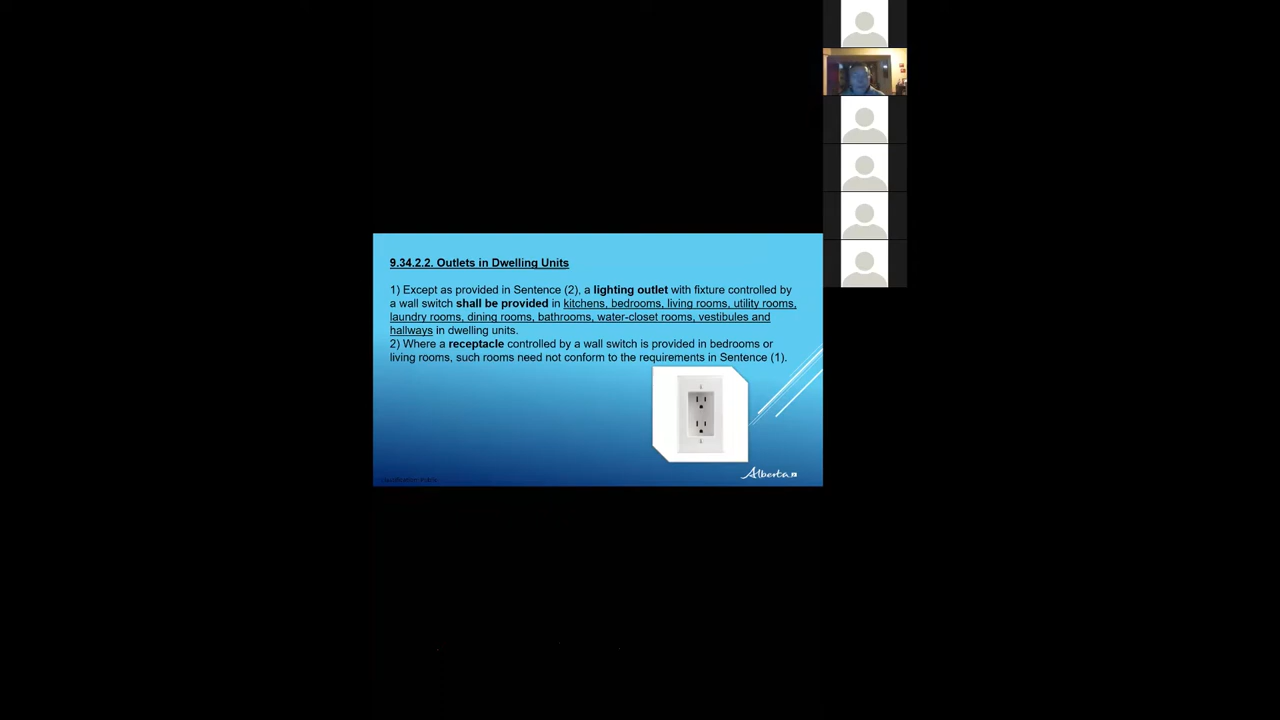 9.34.2.2. Outlets in Dwelling Units
1) Except as provided in Sentence (2), a lighting outlet with fixture controlled by
a wall switch shall be provided in kitchens, bedrooms, living rooms, utility rooms,
laundry rooms, dining rooms, bathrooms, water-closet rooms, vestibules and
hallways in dwelling units.
2) Where a receptacle controlled by a wall switch is provided in bedrooms or
living rooms, such rooms need not conform to the requirements in Sentence (1).
Alberta
Classification: Public